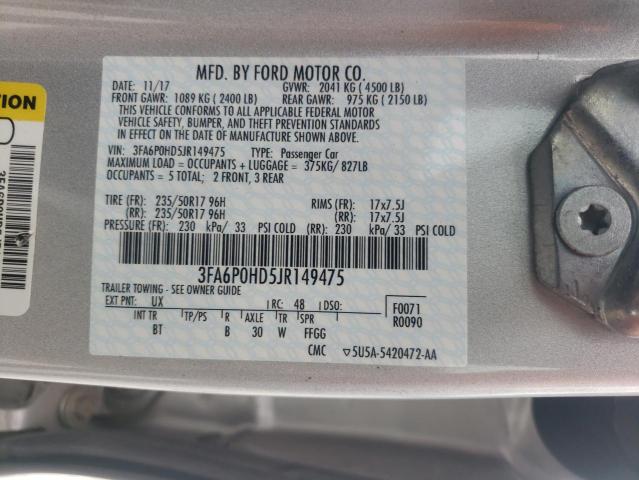 MFD. BY FORD MOTOR CO.
DATE: 11/17 GVWR: 2041 KG ( 4500 LB)
FRONT GAWR: 1089 KG ( 2400 LB) REAR GAWR: 975 KG ( 2150 LB)
THIS VEHICLE CONFORMS TO ALL APPLICABLE FEDERAL MOTOR
VEHICLE SAFETY, BUMPER, AND THEFT PREVENTION STANDARDS
IN EFFECT ON THE DATE OF MANUFACTURE SHOWN ABOVE.
VIN: 3FA6P0HD5JR149475 TYPE: Passenger Car
MAXIMUM LOAD = OCCUPANTS + LUGGAGE = 375KG/ 827LB
OCCUPANTS = 5 TOTAL; 2 FRONT, 3 REAR
TIRE (FR): 235/50R17 96H RIMS (FR): 17x7.5J
(RR): 235/50R17 96H (RR): 17x7.5J
PRESSURE (FR): 230 kPa/ 33 PSI COLD (RR): 230 kPa/ 33 PSI COLD
3FA6P0HD5JR149475
TRAILER TOWING - SEE OWNER GUIDE
EXT PNT: UX RC: 48 DSO: F0071
INT TR TP/PS R AXLE TR SPR R0090
BT B 30 W FFGG
CMC ▽5U5A-5420472-AA